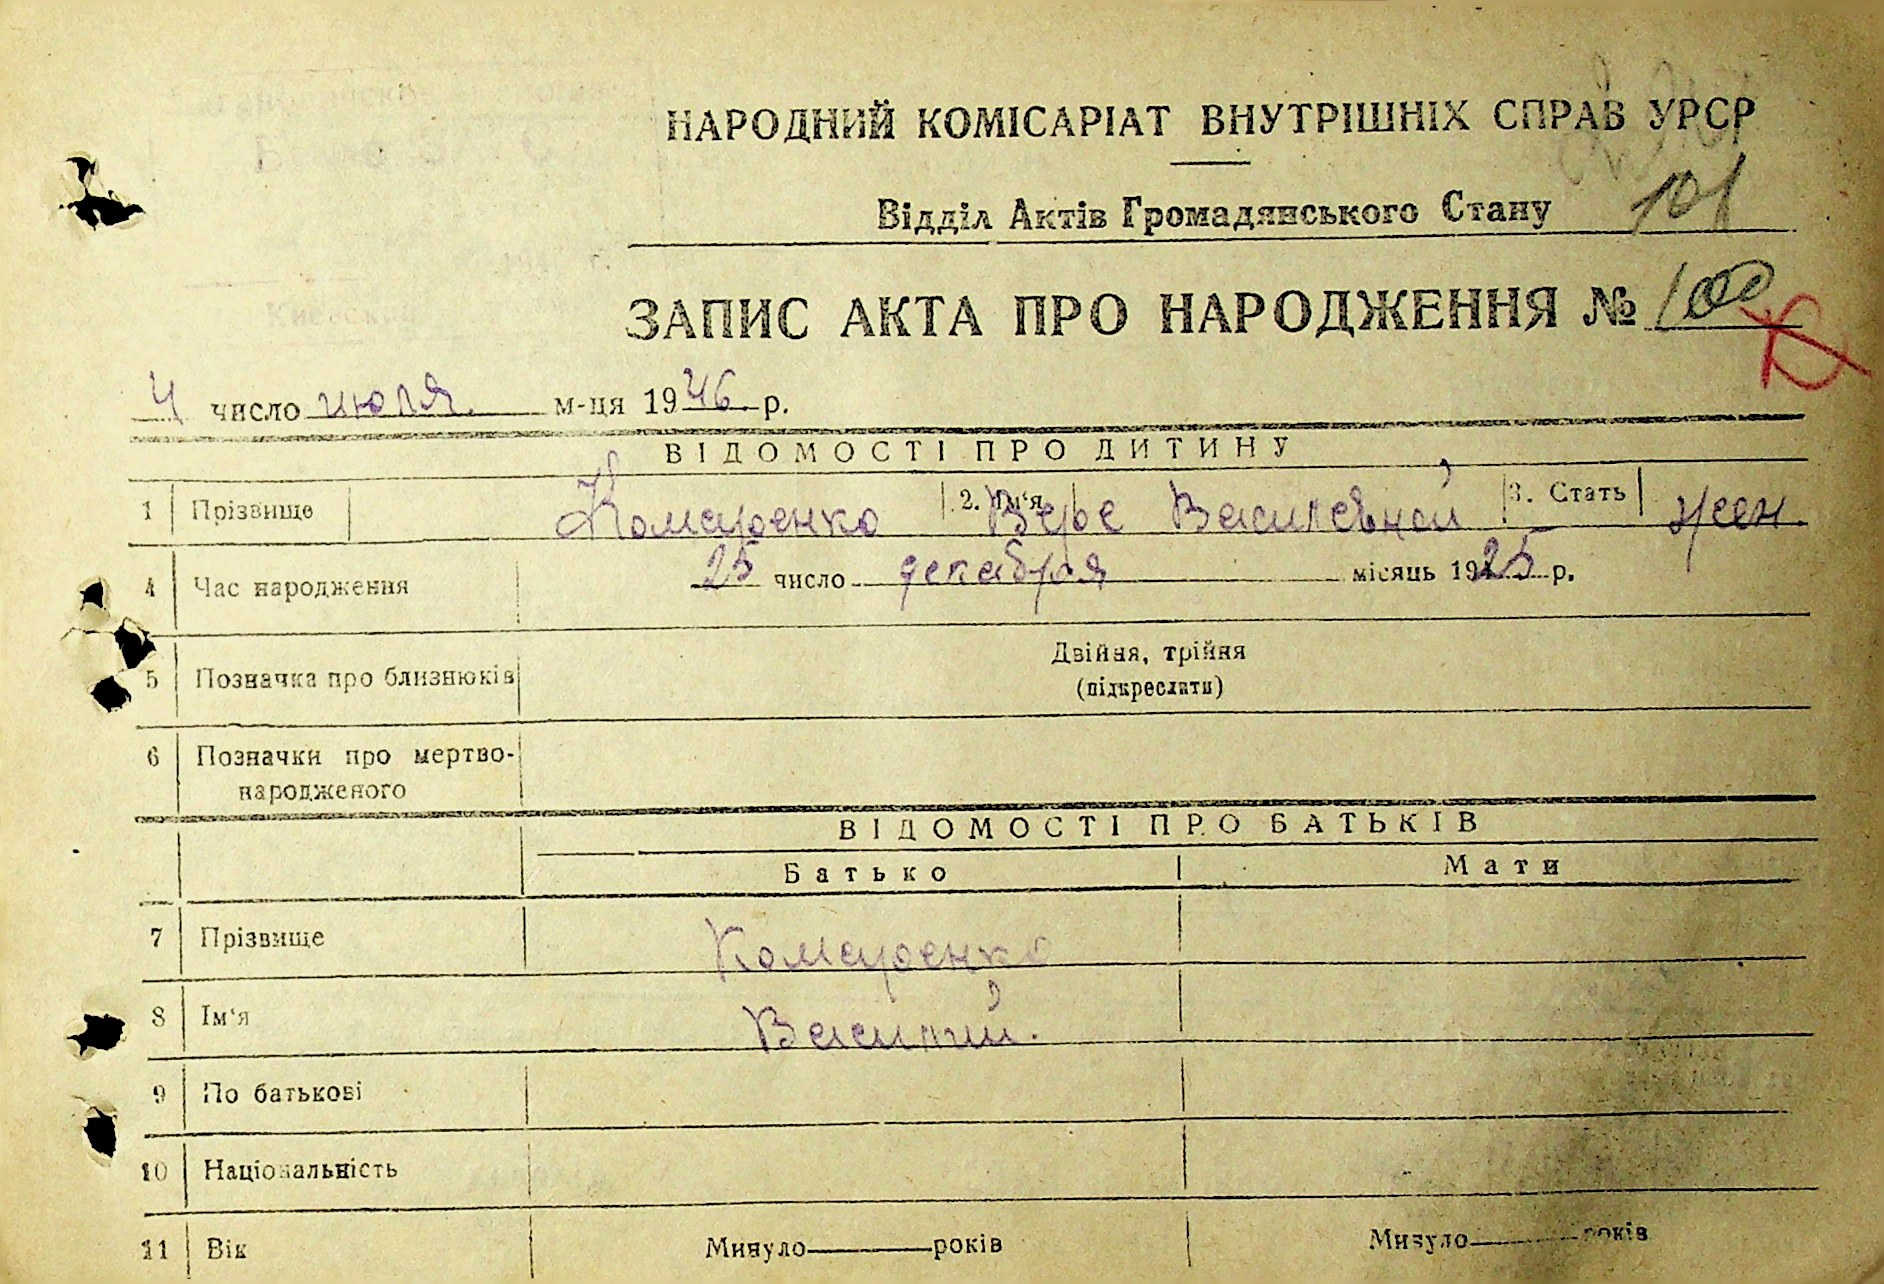 НАРОДНИЙ КОМІСАРІАТ ВНУТРІШНІХ СПРАВ УРСР
Відділ Актів Громадянського Стану 101
ЗАПИС АКТА ПРО НАРОДЖЕННЯ № 100
4 число июля м-ця 1946 р.
ВІДОМОСТІ ПРО ДИТИНУ
1 Прізвище Комаренко 2. Ім'я Вере Василевной 3. Стать жен.
4 Час народження 25 число декабря місяць 1925 р.
5 Позначка про близнюків Двійня, трійня
(підкреслити)
6 Позначки про мертво-
народженого
ВІДОМОСТІ ПРО БАТЬКІВ
Батько Мати
7 Прізвище Комаренко
8 Ім'я Василий.
9 По батькові
10 Національність
11 Вік Минуло років Минуло років